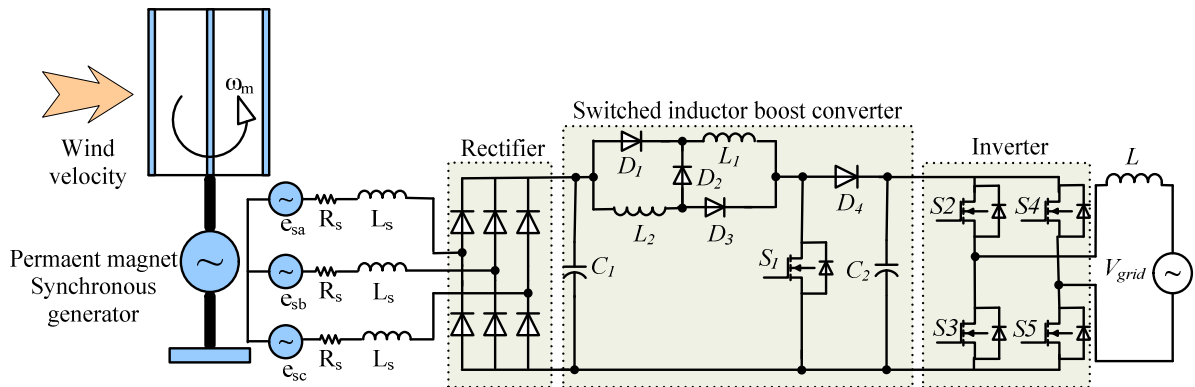 Wind
velocity
ωm
Permaent magnet
Synchronous
generator
esa
Rs
Ls
esb
Rs
Ls
esc
Rs
Ls
Rectifier
Switched inductor boost converter
C1
D1
L1
D2
L2
D3
D4
S1
C2
Inverter
S2
S4
S3
S5
L
Vgrid